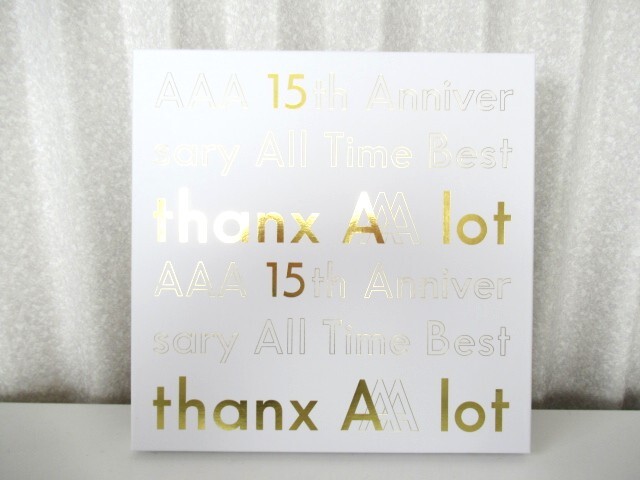 AAA 15th Anniver
sary All Time Best
thanx AAA lot
AAA 15th Anniver
sary All Time Best
thanx AAA lot